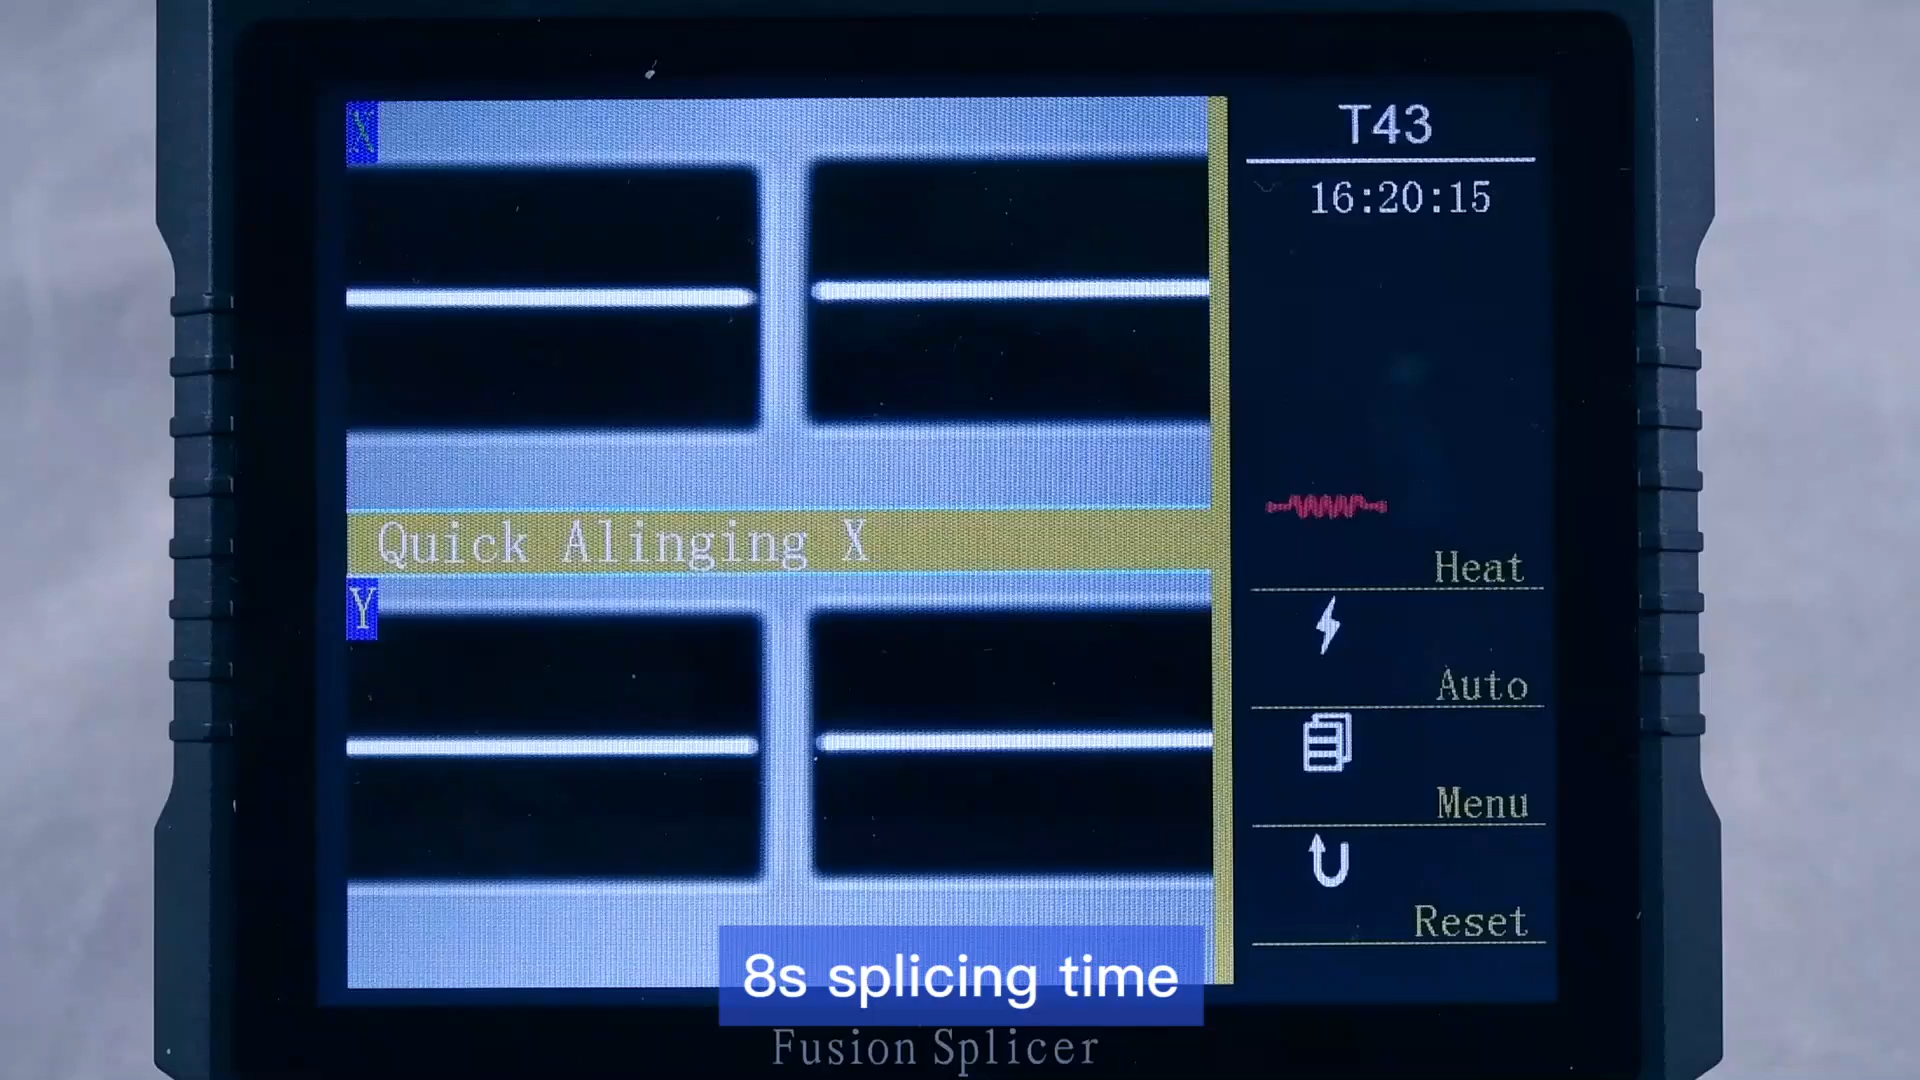 X
Quick Alinging X
Y
T43
16:20:15
Heat
Auto
Menu
Reset
8s splicing time
Fusion Splicer